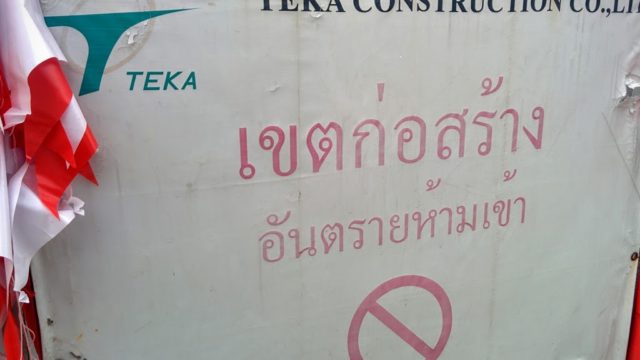 TEKA CONSTRUCTION CO.,
TEKA
เขตก่อสร้าง
อันตรายห้ามเข้า